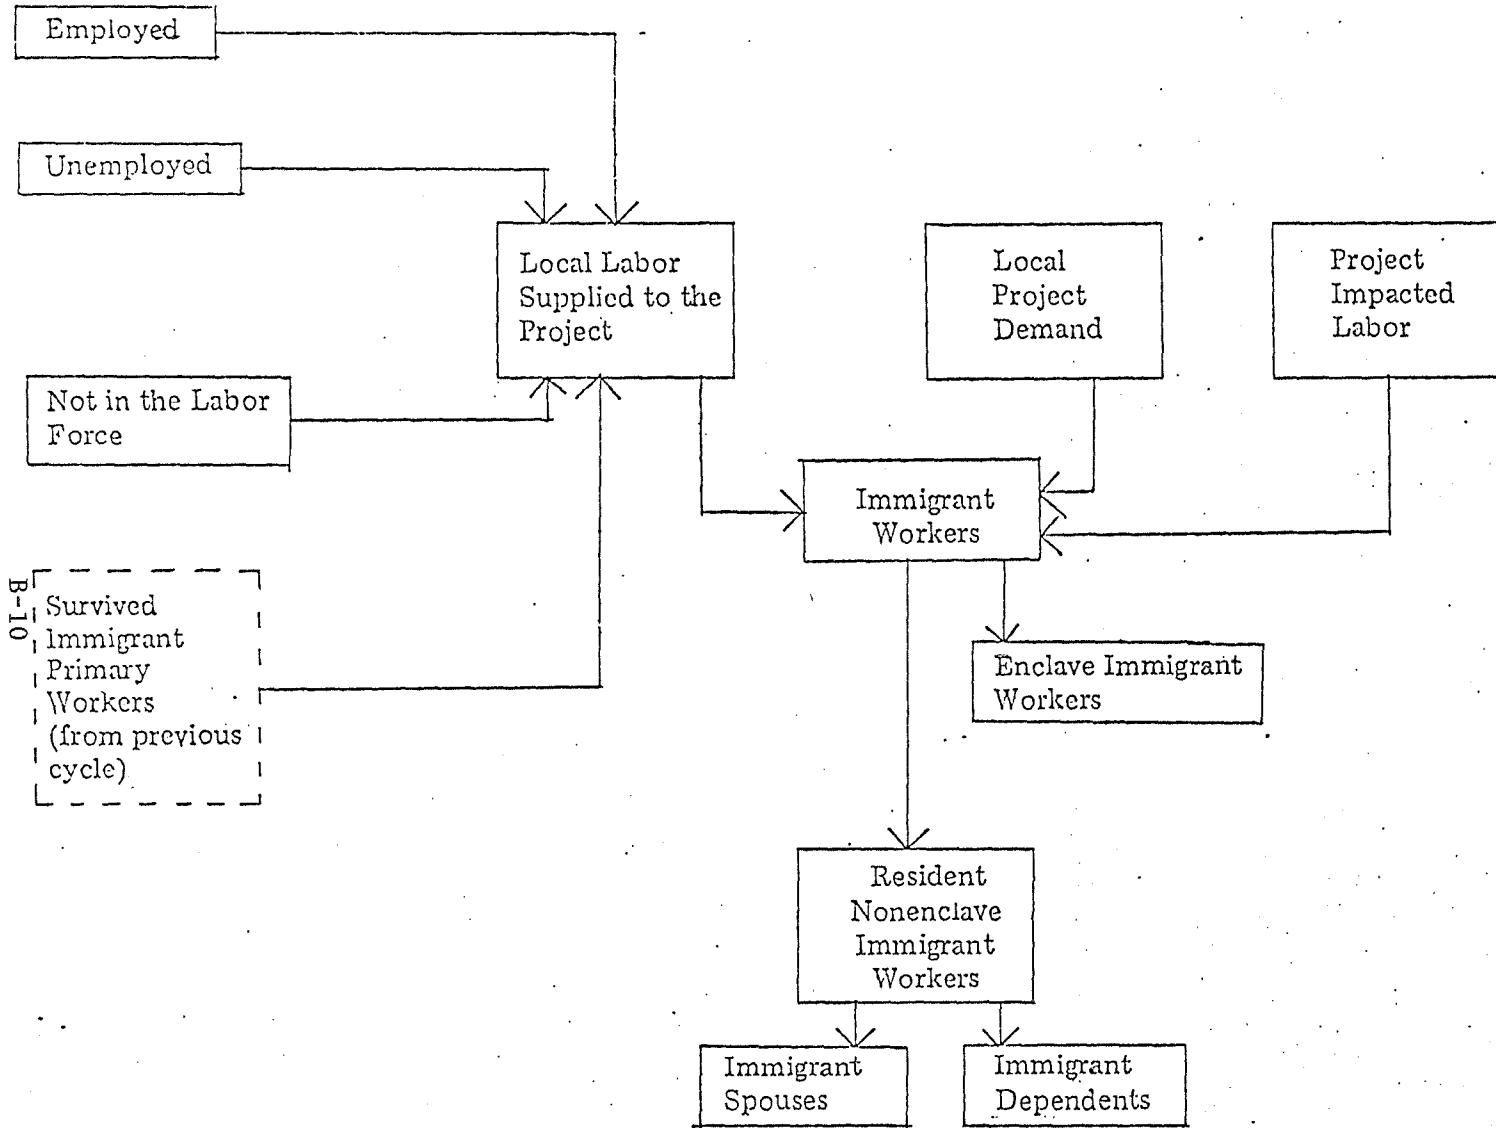 Employed
Unemployed
Local Labor
Supplied to the
Project
Local
Project
Demand
Project
Impacted
Labor
Not in the Labor
Force
Immigrant
Workers
B-10
Survived
Immigrant
Primary
Workers
(from previous
cycle)
Enclave Immigrant
Workers
Resident
Nonenclave
Immigrant
Workers
Immigrant
Spouses
Immigrant
Dependents